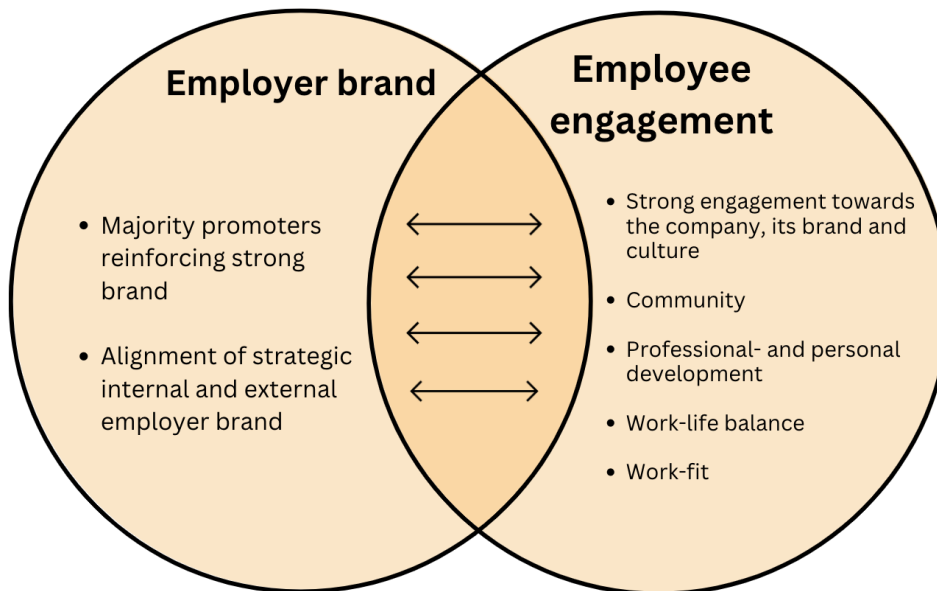 Employer brand
• Majority promoters
reinforcing strong
brand
• Alignment of strategic
internal and external
employer brand
Employee
engagement
• Strong engagement towards
the company, its brand and
culture
• Community
• Professional- and personal
development
• Work-life balance
• Work-fit